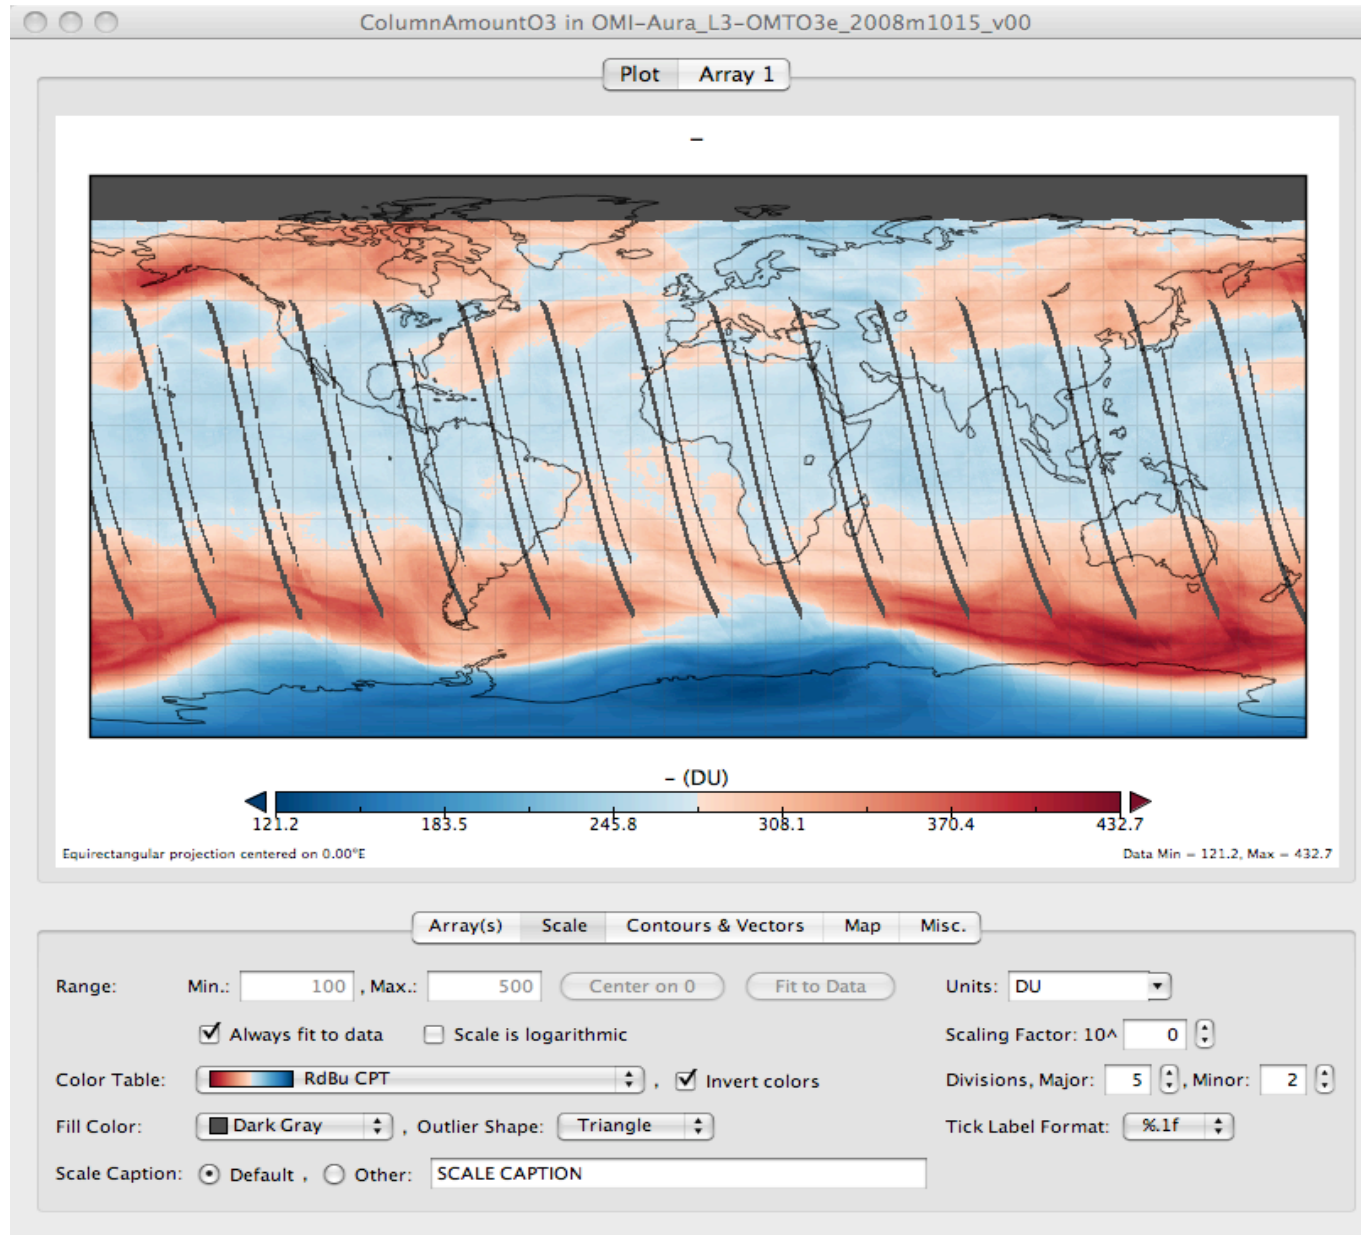 ColumnAmountO3 in OMI-Aura_L3-OMTO3e_2008m1015_v00
Plot Array 1
–
– (DU)
121.2 183.5 245.8 308.1 370.4 432.7
Equirectangular projection centered on 0.00°E Data Min = 121.2, Max = 432.7
Array(s) Scale Contours & Vectors Map Misc.
Range: Min.: 100 , Max.: 500 Center on 0 Fit to Data Units: DU
Always fit to data Scale is logarithmic Scaling Factor: 10^ 0
Color Table: RdBu CPT , Invert colors Divisions, Major: 5 , Minor: 2
Fill Color: Dark Gray , Outlier Shape: Triangle Tick Label Format: %.1f
Scale Caption: Default , Other: SCALE CAPTION